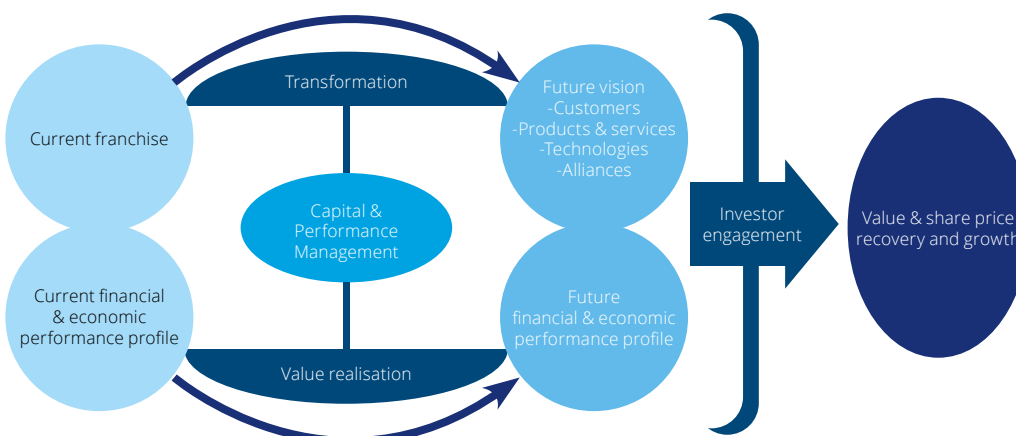 Transformation
Current franchise
Future vision
-Customers
-Products & services
-Technologies
-Alliances
Capital &
Performance
Management
Investor
engagement
Value & share price
recovery and growth
Current financial
& economic
performance profile
Future
financial & economic
performance profile
Value realisation